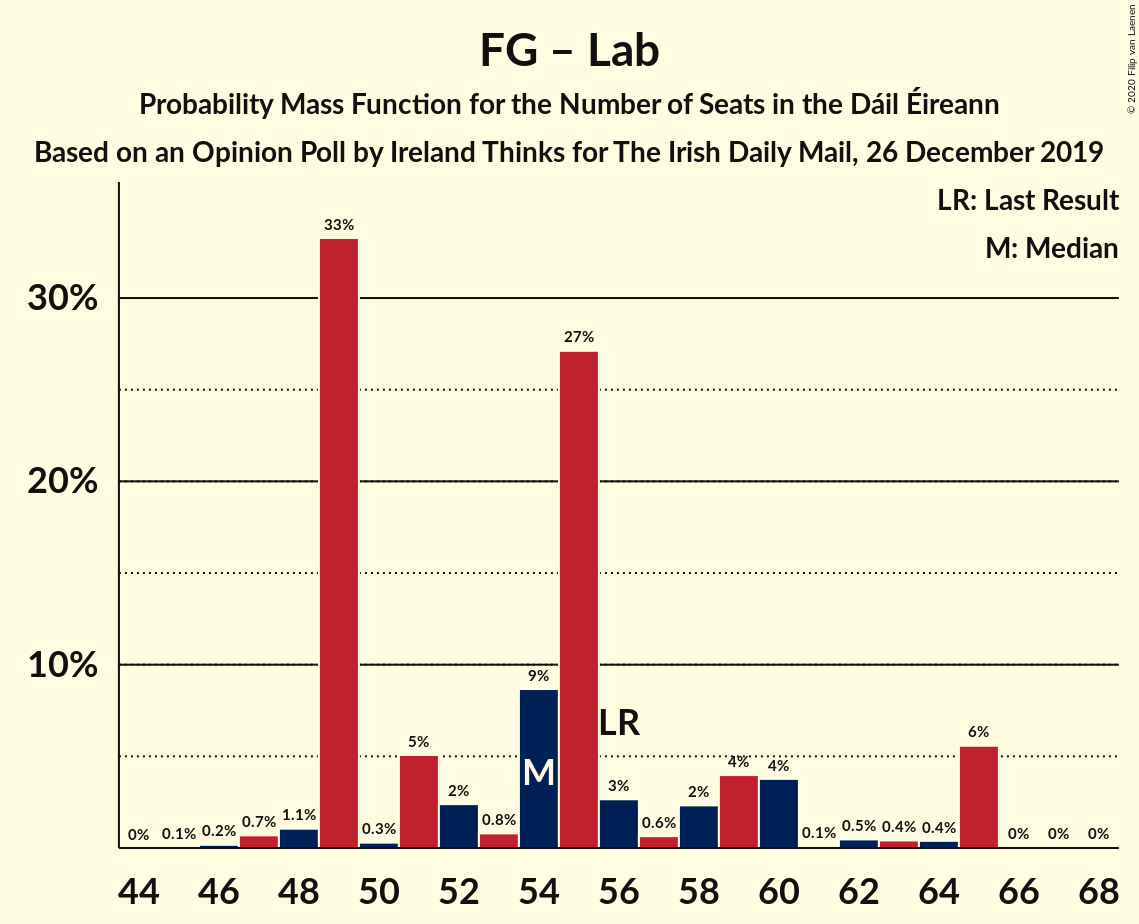 FG – Lab
Probability Mass Function for the Number of Seats in the Dáil Éireann
Based on an Opinion Poll by Ireland Thinks for The Irish Daily Mail, 26 December 2019
© 2020 Filip van Laenen
LR: Last Result
M: Median
30%
20%
10%
0% 0.1% 0.2% 0.7% 1.1% 33% 0.3% 5% 2% 0.8% 9% 27% 3% 0.6% 2% 4% 4% 0.1% 0.5% 0.4% 0.4% 6% 0% 0% 0%
LR
M
44 46 48 50 52 54 56 58 60 62 64 66 68